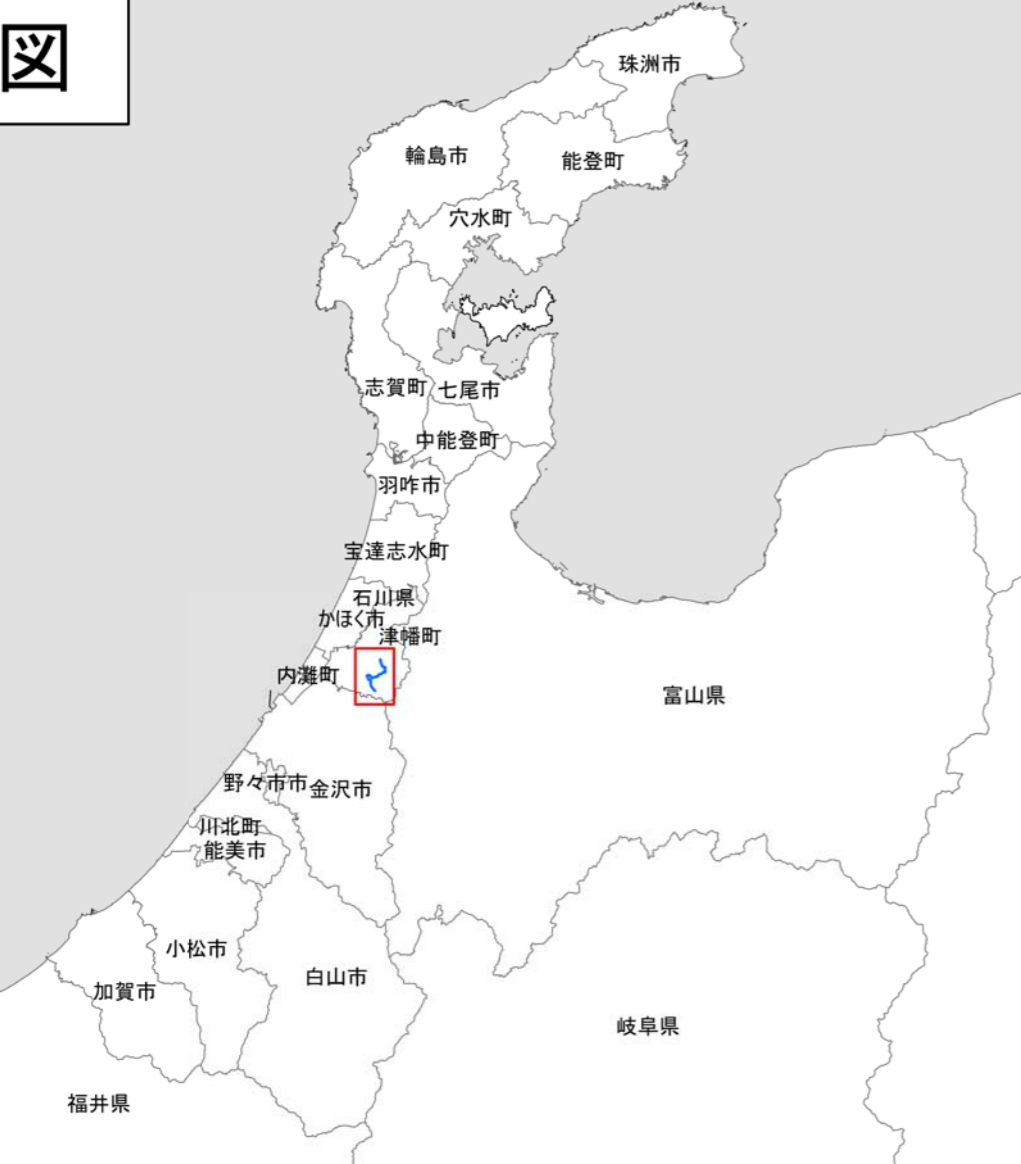 図
珠洲市
輪島市
能登町
穴水町
志賀町
七尾市
中能登町
羽咋市
宝達志水町
石川県
かほく市
津幡町
内灘町
富山県
野々市市
金沢市
川北町
能美市
小松市
白山市
加賀市
岐阜県
福井県